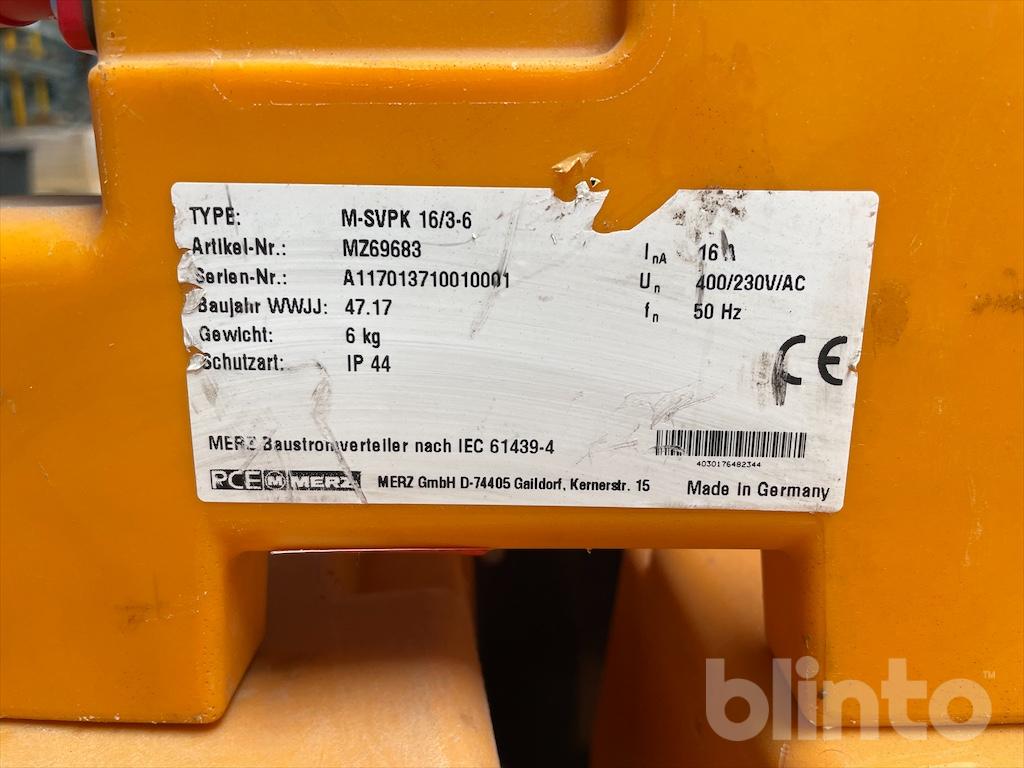 TYPE: M-SVPK 16/3-6
Artikel-Nr.: MZ69683
Serien-Nr.: A117013710010001
Baujahr WWJJ: 47.17
Gewicht: 6 kg
Schutzart: IP 44
InA 16 A
Un 400/230V/AC
fn 50 Hz
CE
MERZ Baustromverteiler nach IEC 61439-4
4030176482344
PCE M MERZ MERZ GmbH D-74405 Gaildorf, Kernerstr. 15 Made in Germany
blinto™